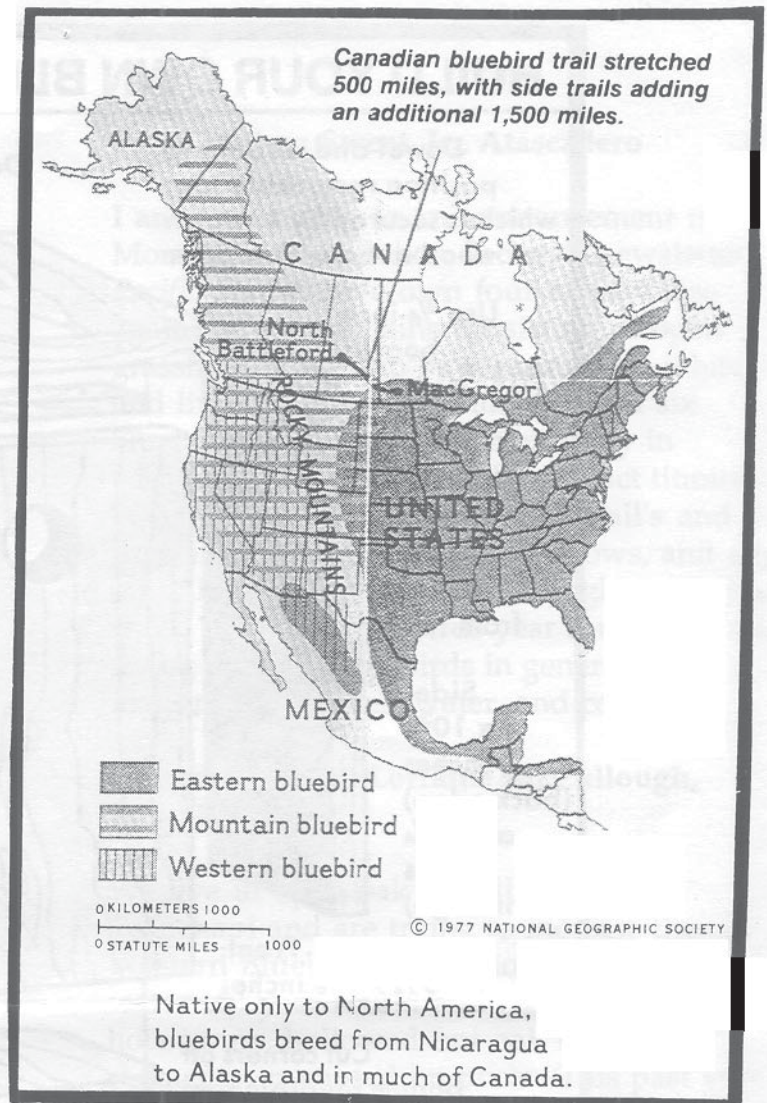 Canadian bluebird trail stretched
500 miles, with side trails adding
an additional 1,500 miles.
ALASKA
CANADA
North
Battleford
MacGregor
ROCKY MOUNTAINS
UNITED
STATES
MEXICO
Eastern bluebird
Mountain bluebird
Western bluebird
0 KILOMETERS 1000
0 STATUTE MILES 1000
© 1977 NATIONAL GEOGRAPHIC SOCIETY
Native only to North America,
bluebirds breed from Nicaragua
to Alaska and in much of Canada.